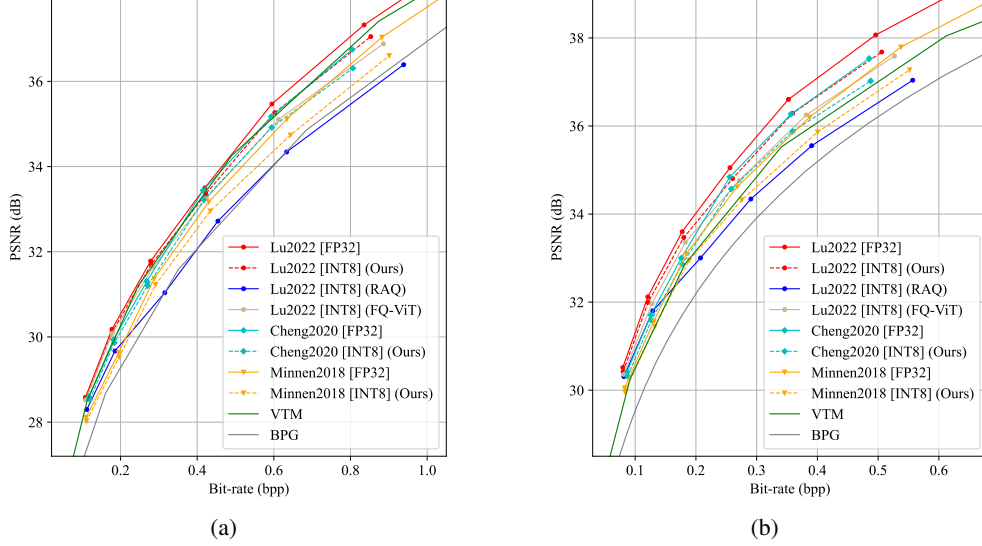 PSNR (dB)
36
34
32
30
28
0.2
0.4
0.6
0.8
1.0
Bit-rate (bpp)
Lu2022 [FP32]
Lu2022 [INT8] (Ours)
Lu2022 [INT8] (RAQ)
Lu2022 [INT8] (FQ-ViT)
Cheng2020 [FP32]
Cheng2020 [INT8] (Ours)
Minnen2018 [FP32]
Minnen2018 [INT8] (Ours)
VTM
BPG
(a)
PSNR (dB)
38
36
34
32
30
0.1
0.2
0.3
0.4
0.5
0.6
Bit-rate (bpp)
Lu2022 [FP32]
Lu2022 [INT8] (Ours)
Lu2022 [INT8] (RAQ)
Lu2022 [INT8] (FQ-ViT)
Cheng2020 [FP32]
Cheng2020 [INT8] (Ours)
Minnen2018 [FP32]
Minnen2018 [INT8] (Ours)
VTM
BPG
(b)